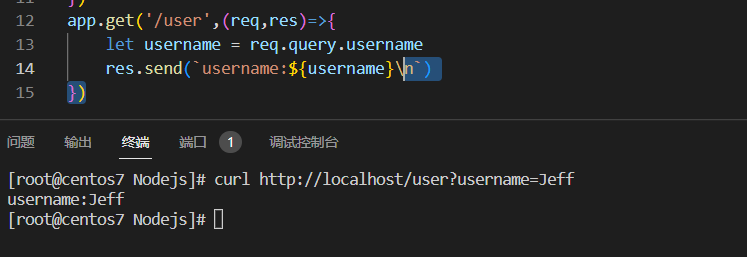 11 })
12 app.get('/user',(req,res)=>{
13 let username = req.query.username
14 res.send(`username:${username}\n`)
15 })
问题 输出 终端 端口 1 调试控制台
[root@centos7 Nodejs]# curl http://localhost/user?username=Jeff
username:Jeff
[root@centos7 Nodejs]#